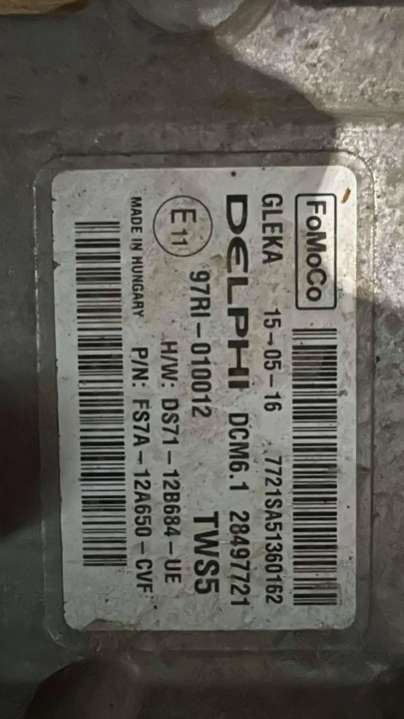 FoMoCo
GLEKA 15-05-16 7721SA51360162
DELPHI DCM6.1 28497721
E11 97RI-010012 TWS5
H/W: DS71-12B684-UE
MADE IN HUNGARY P/N: FS7A-12A650-CVF